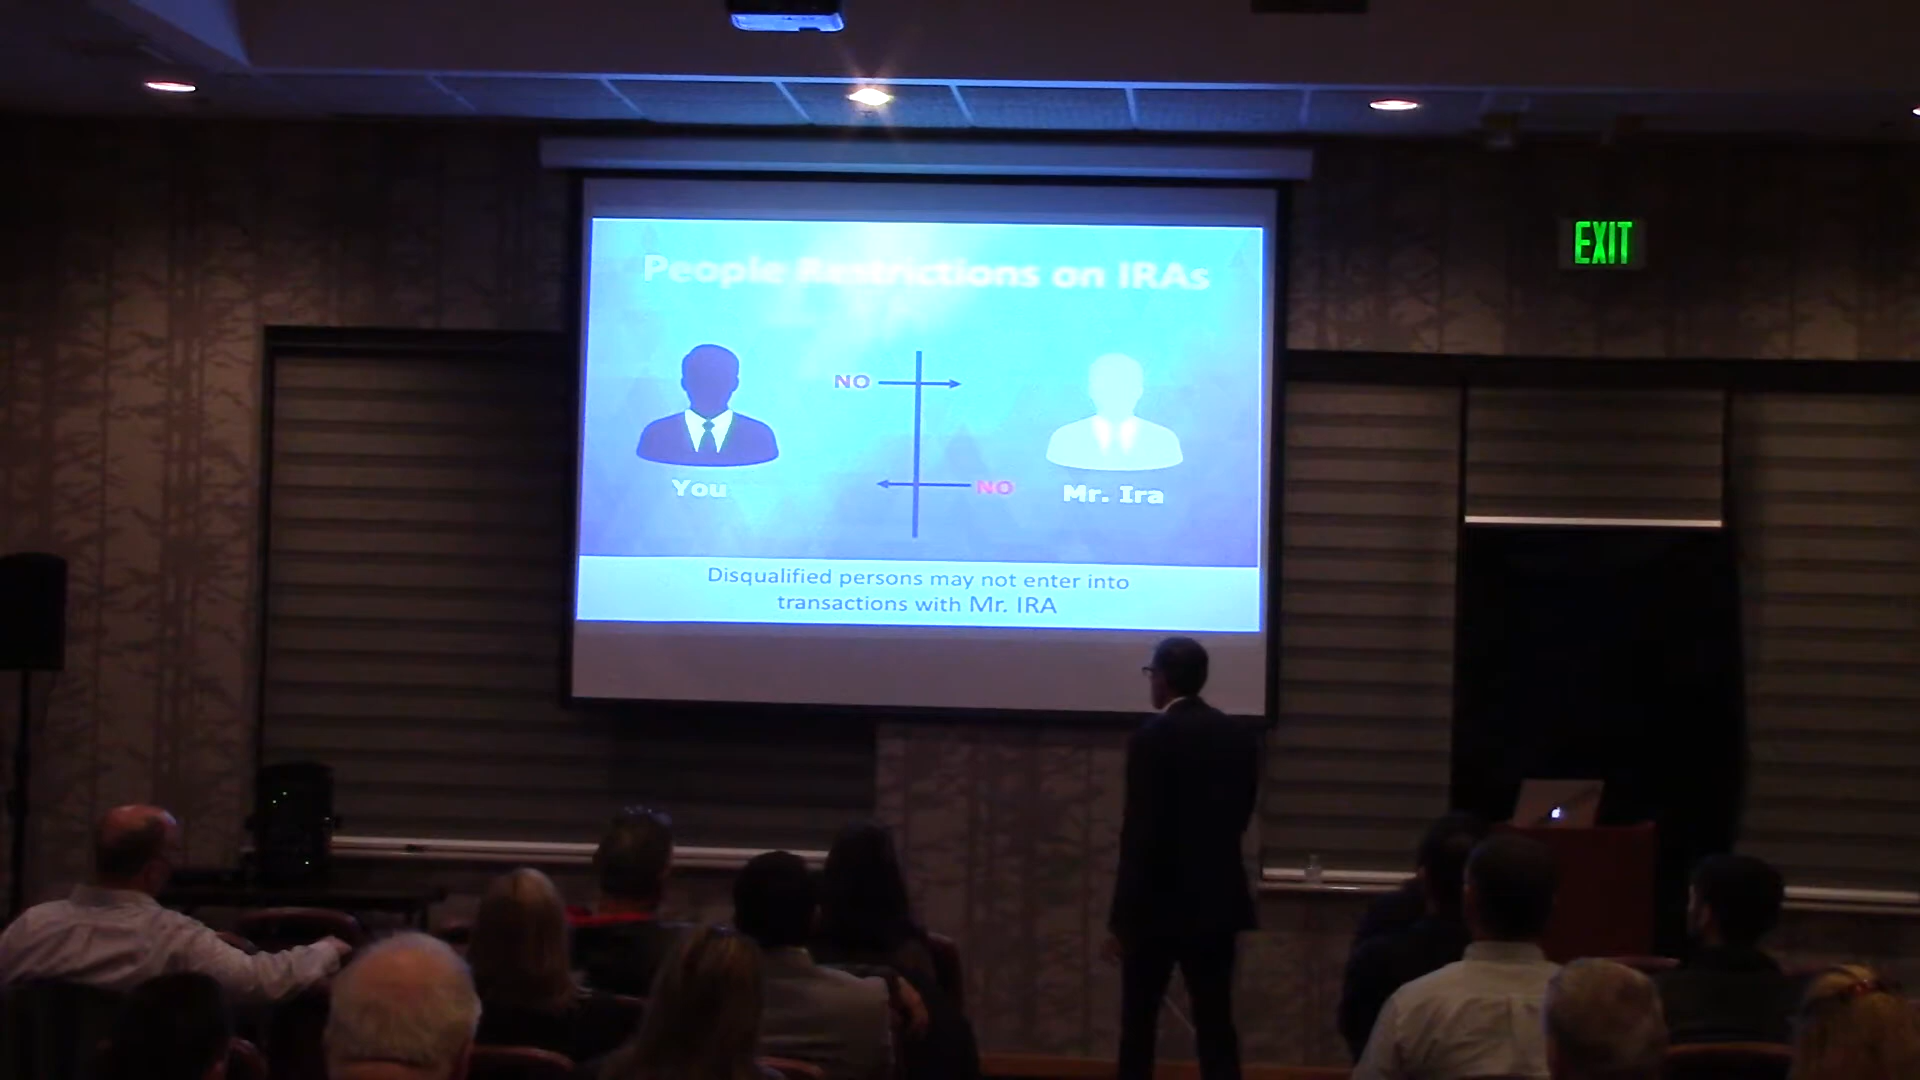 People Restrictions on IRAs
NO
NO
You
Mr. Ira
Disqualified persons may not enter into
transactions with Mr. IRA
EXIT